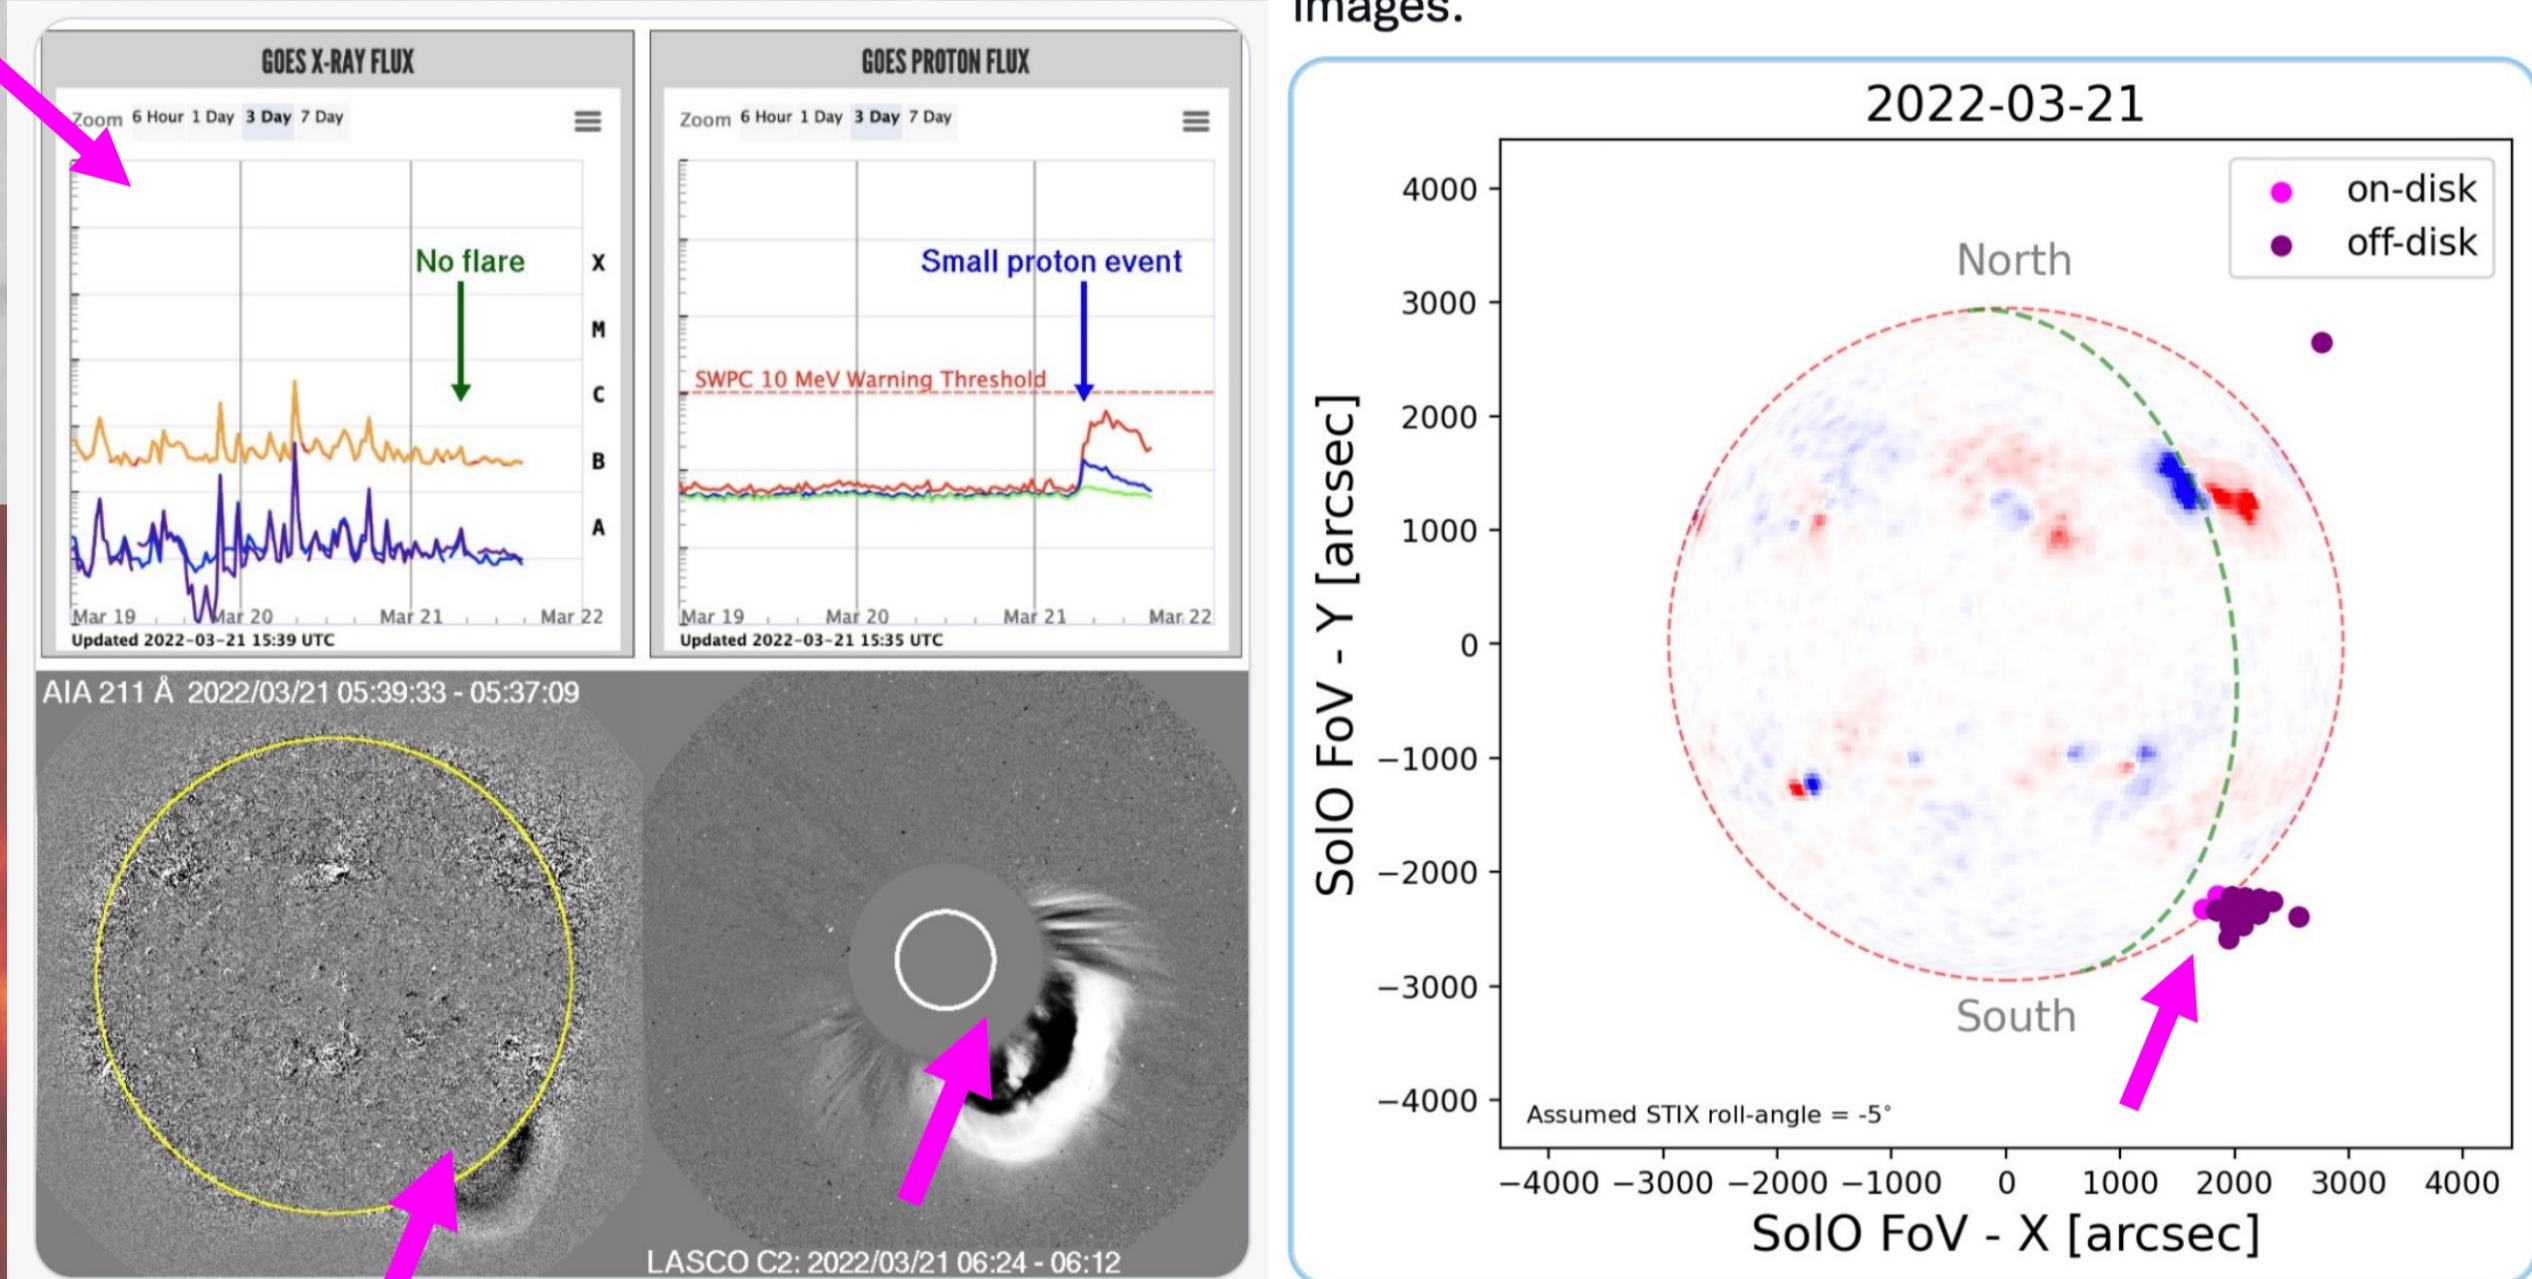 images.
GOES X-RAY FLUX
Zoom 6 Hour 1 Day 3 Day 7 Day
No flare
X
M
C
B
A
Mar 19 Mar 20 Mar 21 Mar 22
Updated 2022-03-21 15:39 UTC
GOES PROTON FLUX
Zoom 6 Hour 1 Day 3 Day 7 Day
Small proton event
SWPC 10 MeV Warning Threshold
Mar 19 Mar 20 Mar 21 Mar 22
Updated 2022-03-21 15:35 UTC
AIA 211 Å 2022/03/21 05:39:33 - 05:37:09
LASCO C2: 2022/03/21 06:24 - 06:12
2022-03-21
on-disk
off-disk
North
South
SolO FoV - Y [arcsec]
4000
3000
2000
1000
0
−1000
−2000
−3000
−4000
Assumed STIX roll-angle = -5°
−4000 −3000 −2000 −1000 0 1000 2000 3000 4000
SolO FoV - X [arcsec]